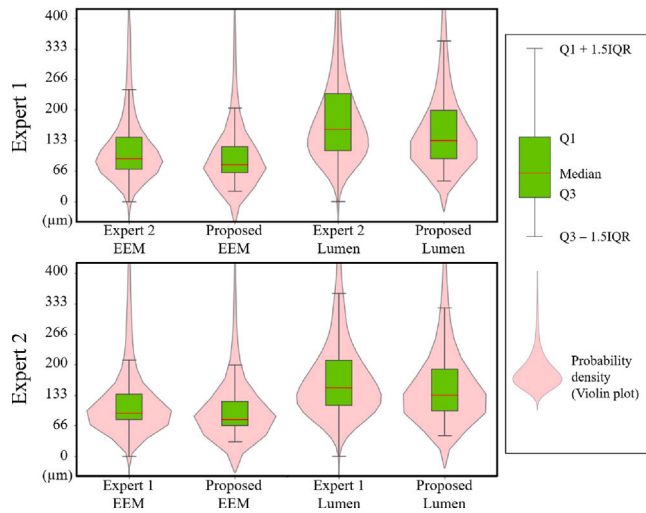 Expert 1
400
333
266
200
133
66
0
(μm)
Expert 2
EEM
Proposed
EEM
Expert 2
Lumen
Proposed
Lumen
Expert 2
400
333
266
200
133
66
0
(μm)
Expert 1
EEM
Proposed
EEM
Expert 1
Lumen
Proposed
Lumen
Q1 + 1.5IQR
Q1
Median
Q3
Q3 – 1.5IQR
Probability
density
(Violin plot)